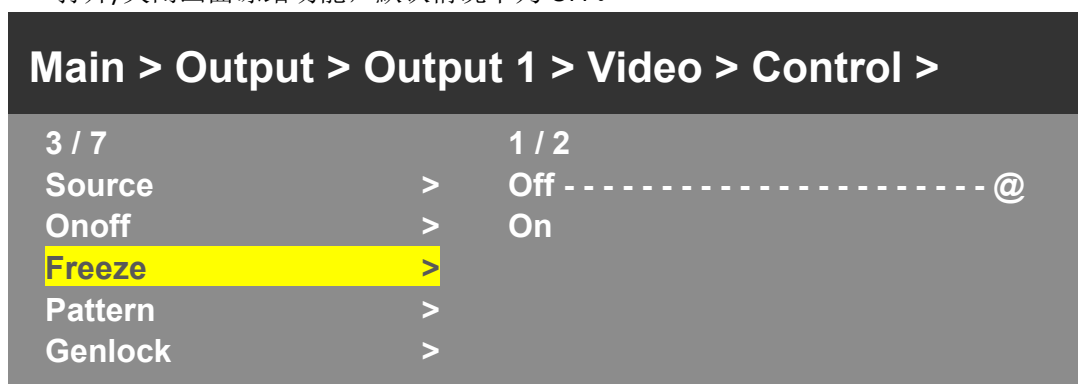 Main > Output > Output 1 > Video > Control >
3 / 7
Source >
Onoff >
Freeze >
Pattern >
Genlock >
1 / 2
Off - - - - - - - - - - - - - - - - - - - - - - @
On